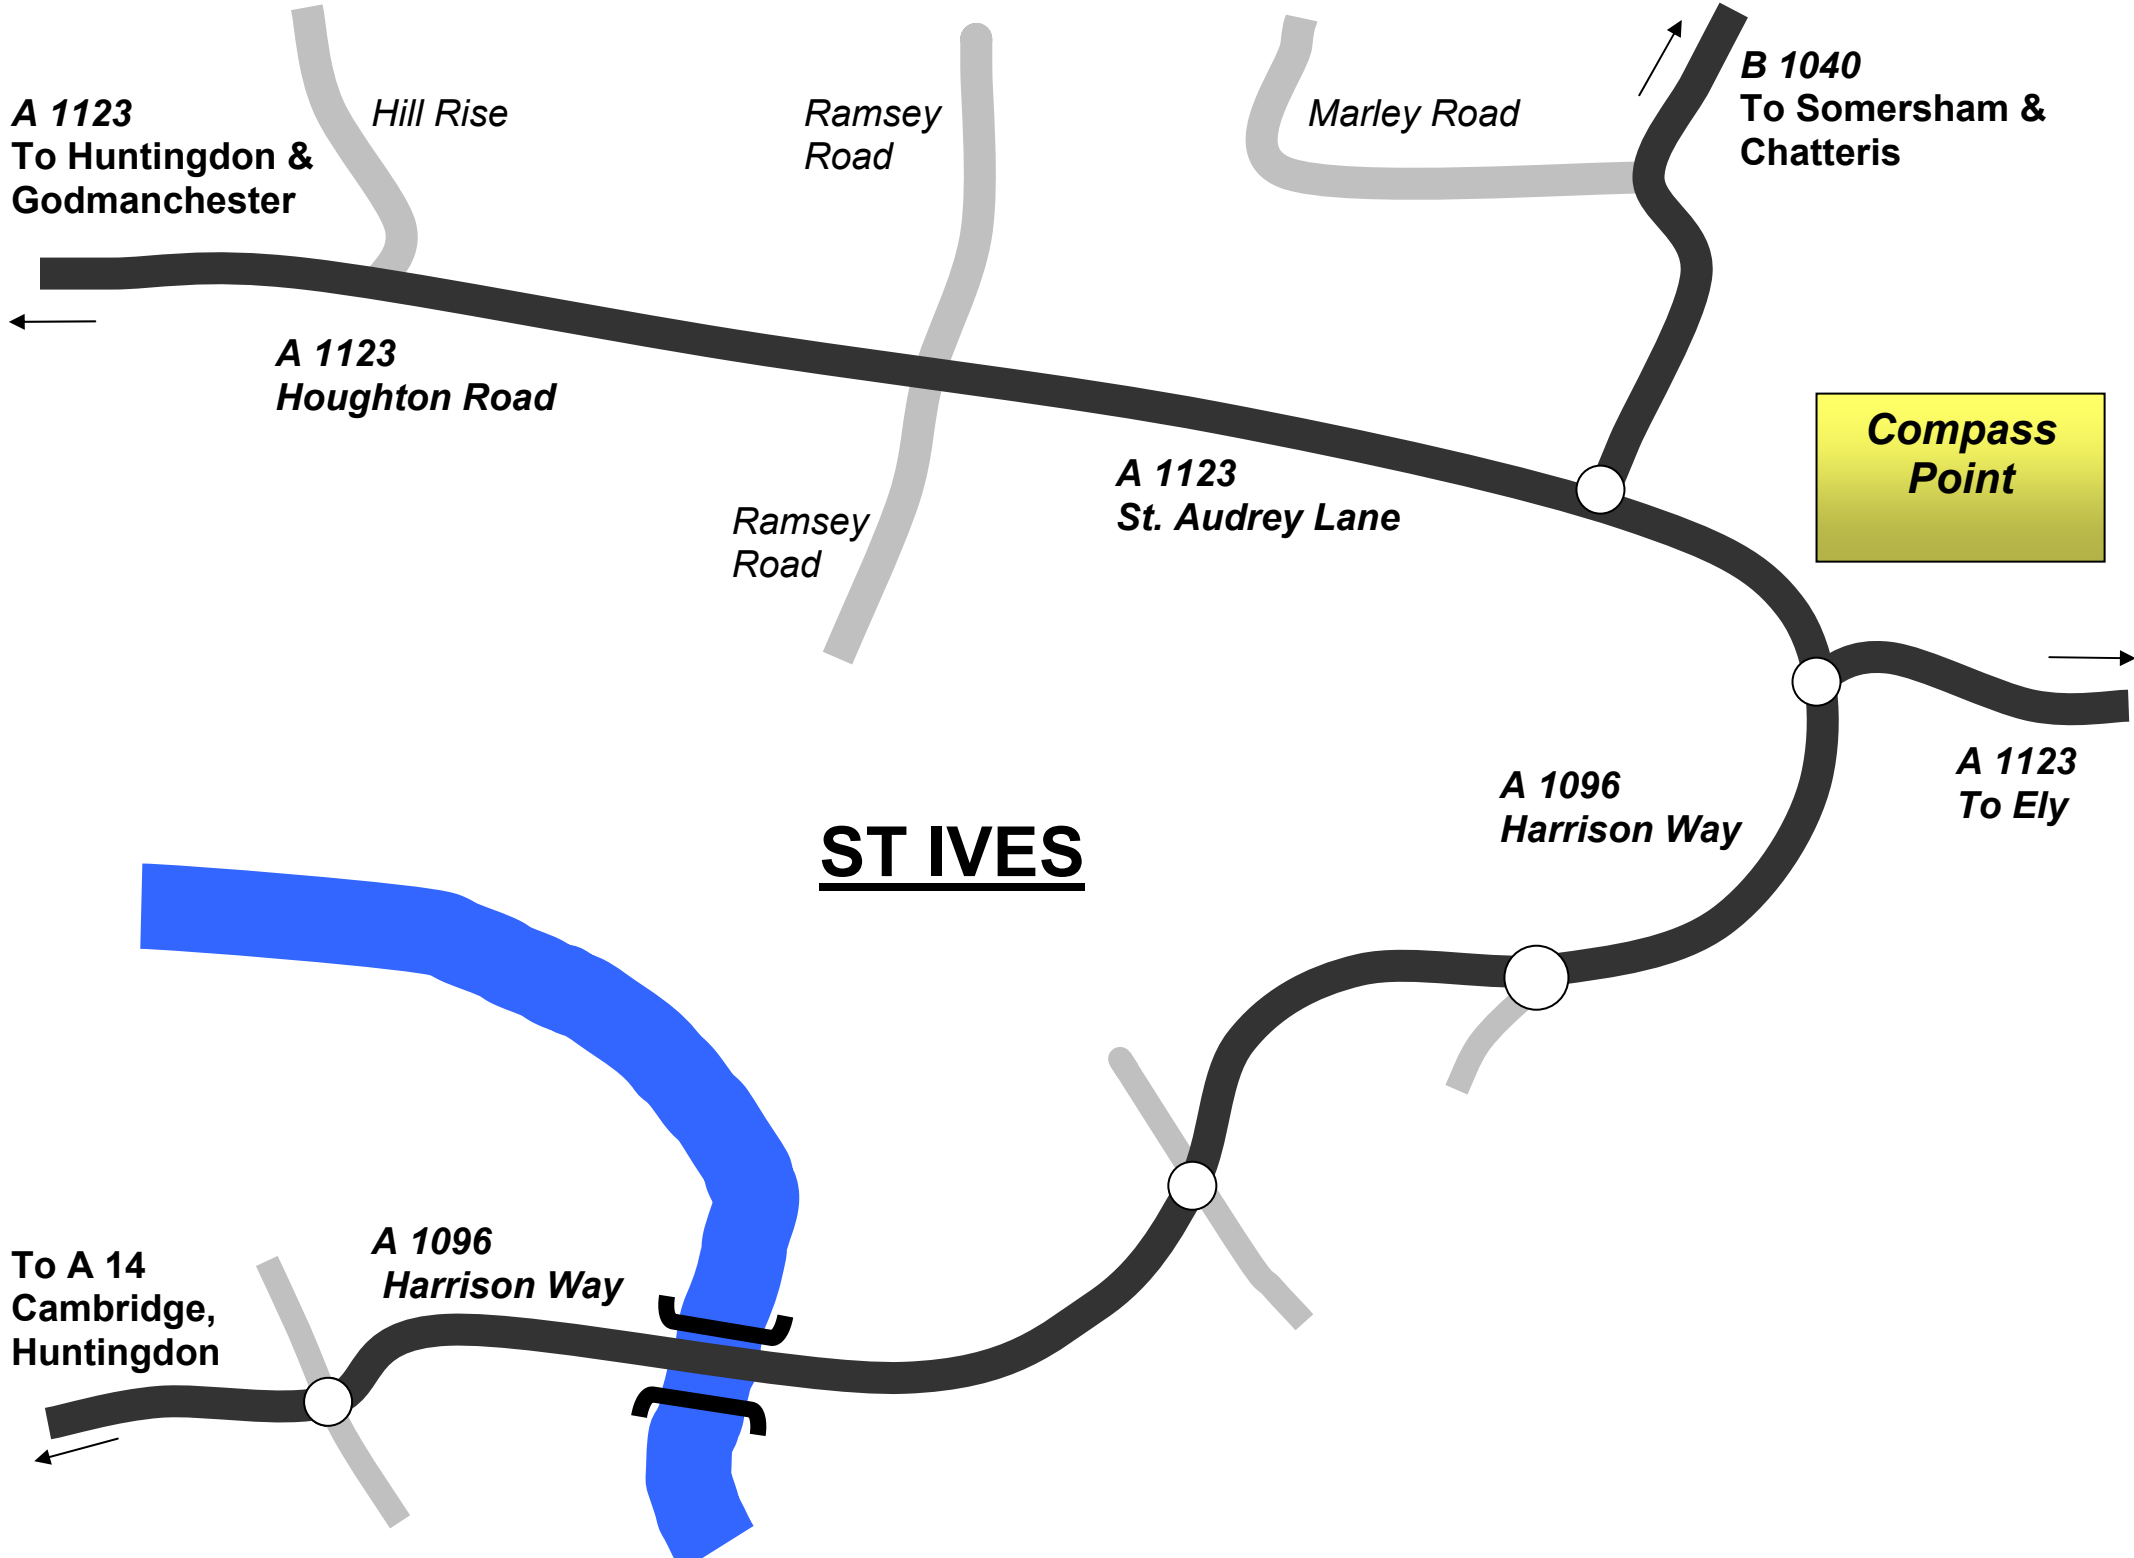 A 1123
To Huntingdon &
Godmanchester
Hill Rise
Ramsey
Road
Marley Road
B 1040
To Somersham &
Chatteris
A 1123
Houghton Road
Ramsey
Road
A 1123
St. Audrey Lane
Compass
Point
A 1123
To Ely
A 1096
Harrison Way
ST IVES
A 1096
Harrison Way
To A 14
Cambridge,
Huntingdon